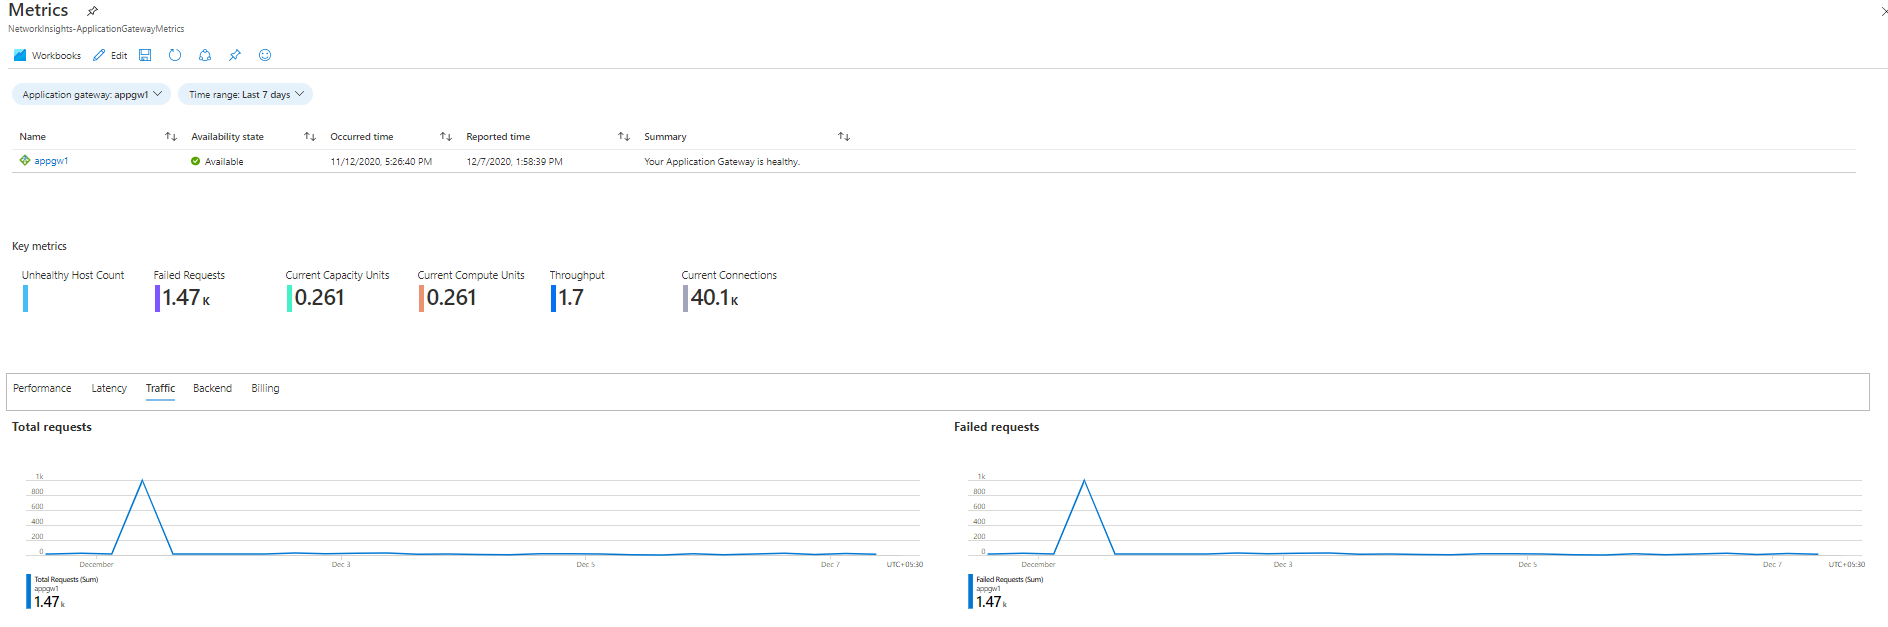 Metrics
NetworkInsights-ApplicationGatewayMetrics
Workbooks Edit
Application gateway: appgw1 Time range: Last 7 days
Name Availability state Occurred time Reported time Summary
appgw1 Available 11/12/2020, 5:26:40 PM 12/7/2020, 1:58:39 PM Your Application Gateway is healthy.
Key metrics
Unhealthy Host Count Failed Requests Current Capacity Units Current Compute Units Throughput Current Connections
1.47 K 0.261 0.261 1.7 40.1 K
Performance Latency Traffic Backend Billing
Total requests
1k
800
600
400
200
0
December Dec 3 Dec 5 Dec 7 UTC+05:30
Total Requests (Sum)
appgw1
1.47 k
Failed requests
1k
800
600
400
200
0
December Dec 3 Dec 5 Dec 7 UTC+05:30
Failed Requests (Sum)
appgw1
1.47 k